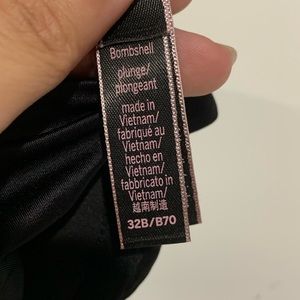 Bombshell
plunge/
plongeant
made in
Vietnam/
fabriqué au
Vietnam/
hecho en
Vietnam/
fabbricato in
Vietnam/
越南制造
32B/B70